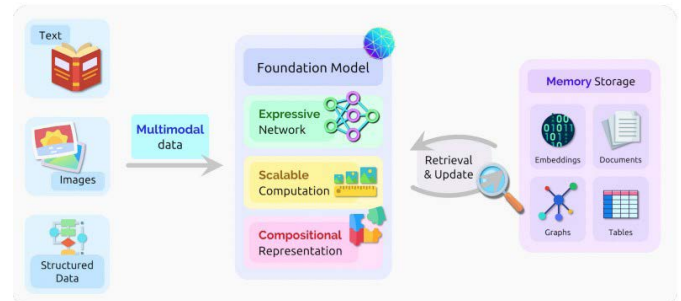 Text
Images
Structured
Data
Multimodal
data
Foundation Model
Expressive
Network
Scalable
Computation
Compositional
Representation
Retrieval
& Update
Memory Storage
Embeddings
Documents
Graphs
Tables